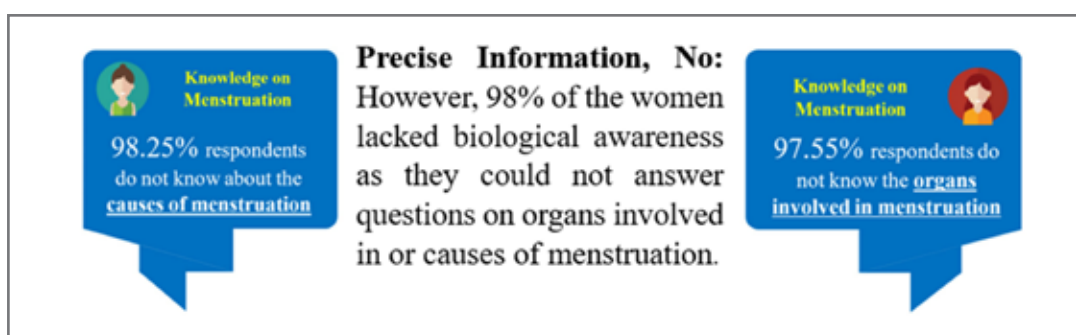 Knowledge on
Menstruation
98.25% respondents
do not know about the
causes of menstruation
Precise Information, No:
However, 98% of the women
lacked biological awareness
as they could not answer
questions on organs involved
in or causes of menstruation.
Knowledge on
Menstruation
97.55% respondents do
not know the organs
involved in menstruation